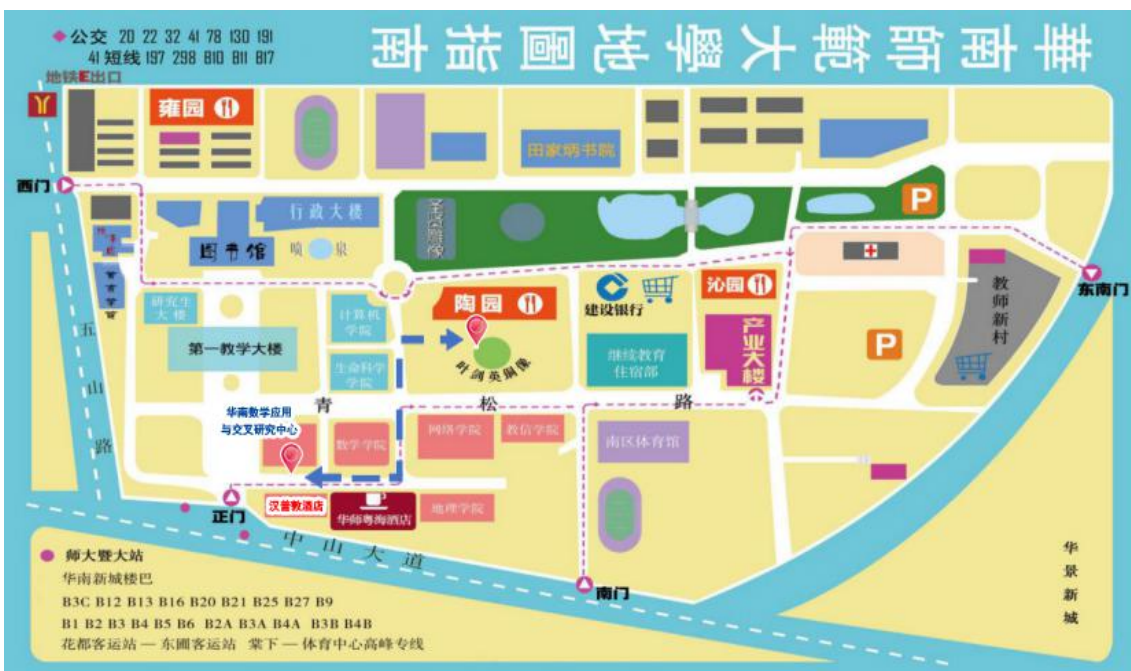 公交 20 22 32 41 78 130 191
41短线 197 298 810 811 817
地铁E出口
華南師範大學地圖指南
雍园
田家炳书院
西门
行政大楼
圣贤雕像
P
图书馆
喷泉
研究生
大楼
计算机
学院
陶园
建设银行
沁园
教师新村
东南门
第一教学大楼
叶剑英銅像
继续教育
住宿部
产业大楼
P
生命科学
学院
五山路
青松路
华南数学应用
与交叉研究中心
数学学院
网络学院
教信学院
南区体育馆
汉普敦酒店
华师粤海酒店
地理学院
正门
中山大道
南门
师大暨大站
华南新城楼巴
B3C B12 B13 B16 B20 B21 B25 B27 B9
B1 B2 B3 B4 B5 B6 B2A B3A B4A B3B B4B
花都客运站 — 东圃客运站 棠下 — 体育中心高峰专线
华景新城